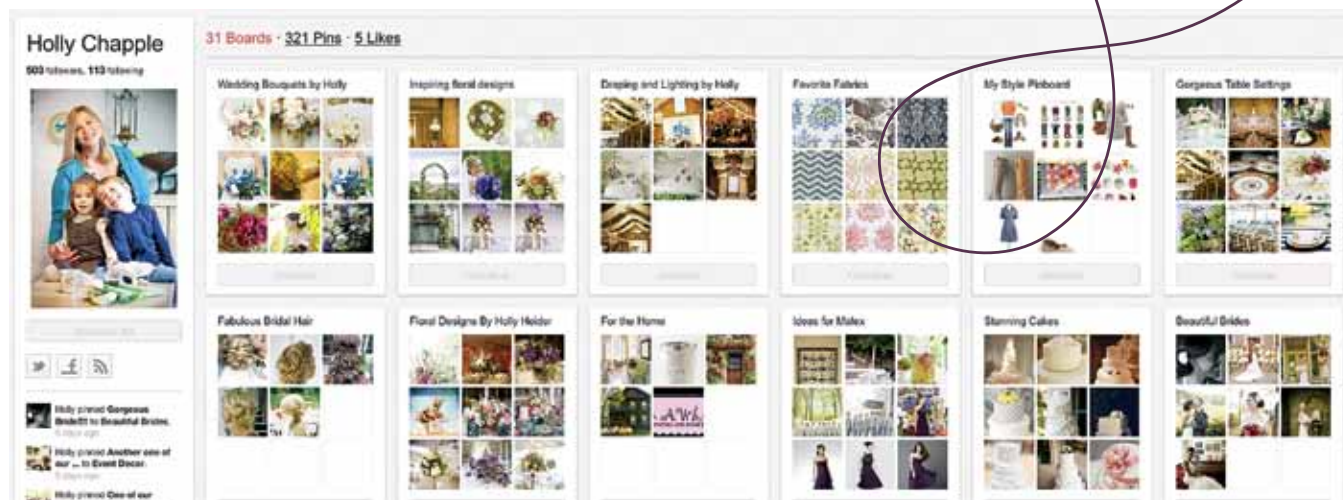 Holly Chapple
503 followers, 113 following
31 Boards · 321 Pins · 5 Likes
Wedding Bouquets by Holly
Inspiring floral designs
Draping and Lighting by Holly
Favorite Fabrics
My Style Pinboard
Gorgeous Table Settings
Fabulous Bridal Hair
Floral Designs By Holly Heider
For the Home
Ideas for
Stunning Cakes
Beautiful Brides
Holly pinned Gorgeous
Bride!!! to Beautiful Brides.
Holly pinned Another one of
our ... to Event Decor.
Holly pinned One of our